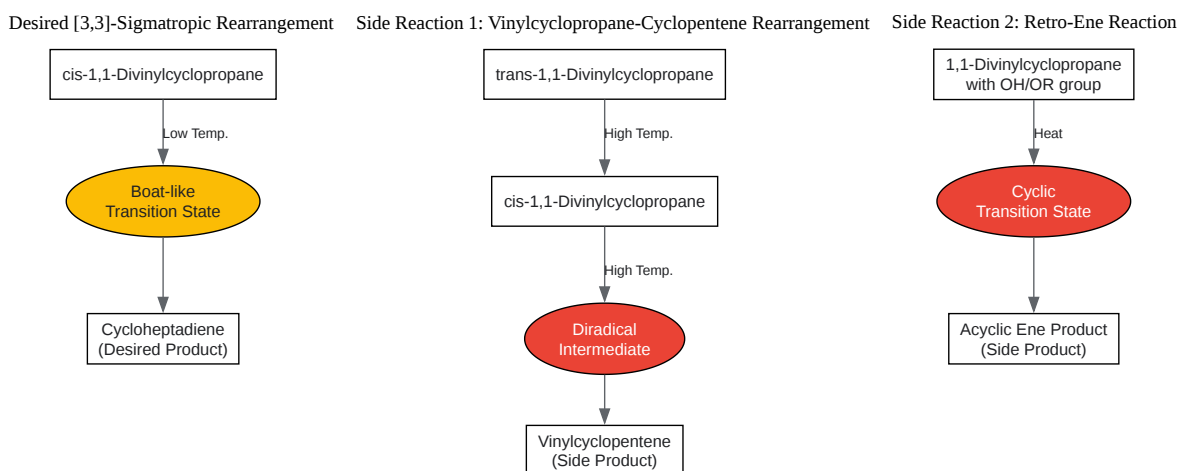 Desired [3,3]-Sigmatropic Rearrangement
cis-1,1-Divinylcyclopropane
Low Temp.
Boat-like
Transition State
Cycloheptadiene
(Desired Product)
Side Reaction 1: Vinylcyclopropane-Cyclopentene Rearrangement
trans-1,1-Divinylcyclopropane
High Temp.
cis-1,1-Divinylcyclopropane
High Temp.
Diradical
Intermediate
Vinylcyclopentene
(Side Product)
Side Reaction 2: Retro-Ene Reaction
1,1-Divinylcyclopropane
with OH/OR group
Heat
Cyclic
Transition State
Acyclic Ene Product
(Side Product)